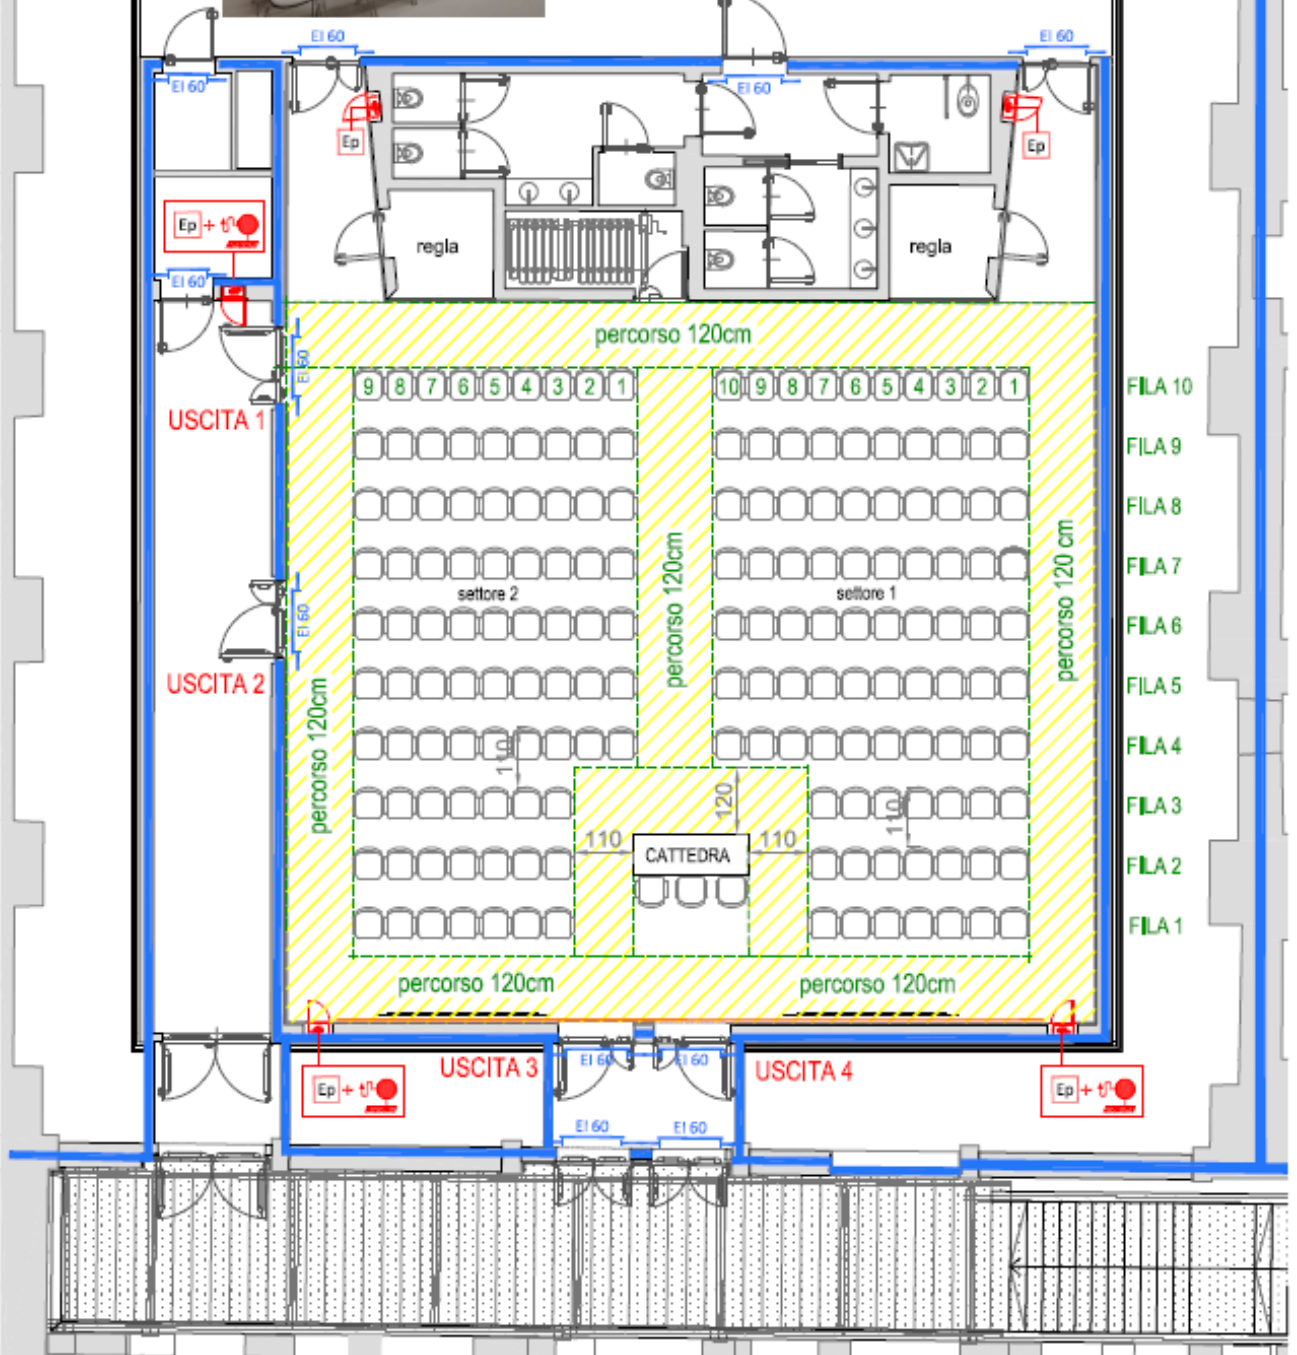 EI 60
EI 60
EI 60
EI 60
Ep
Ep
Ep +
regla
regla
EI 60
percorso 120cm
EI 60
9 8 7 6 5 4 3 2 1
10 9 8 7 6 5 4 3 2 1
FILA 10
USCITA 1
FILA 9
FILA 8
percorso 120cm
percorso 120 cm
FILA 7
settore 2
settore 1
EI 60
FILA 6
USCITA 2
FILA 5
percorso 120cm
110
FILA 4
120
110
FILA 3
110
CATTEDRA
110
FILA 2
FILA 1
percorso 120cm
percorso 120cm
USCITA 3
EI 60
EI 60
USCITA 4
Ep +
Ep +
EI 60
EI 60